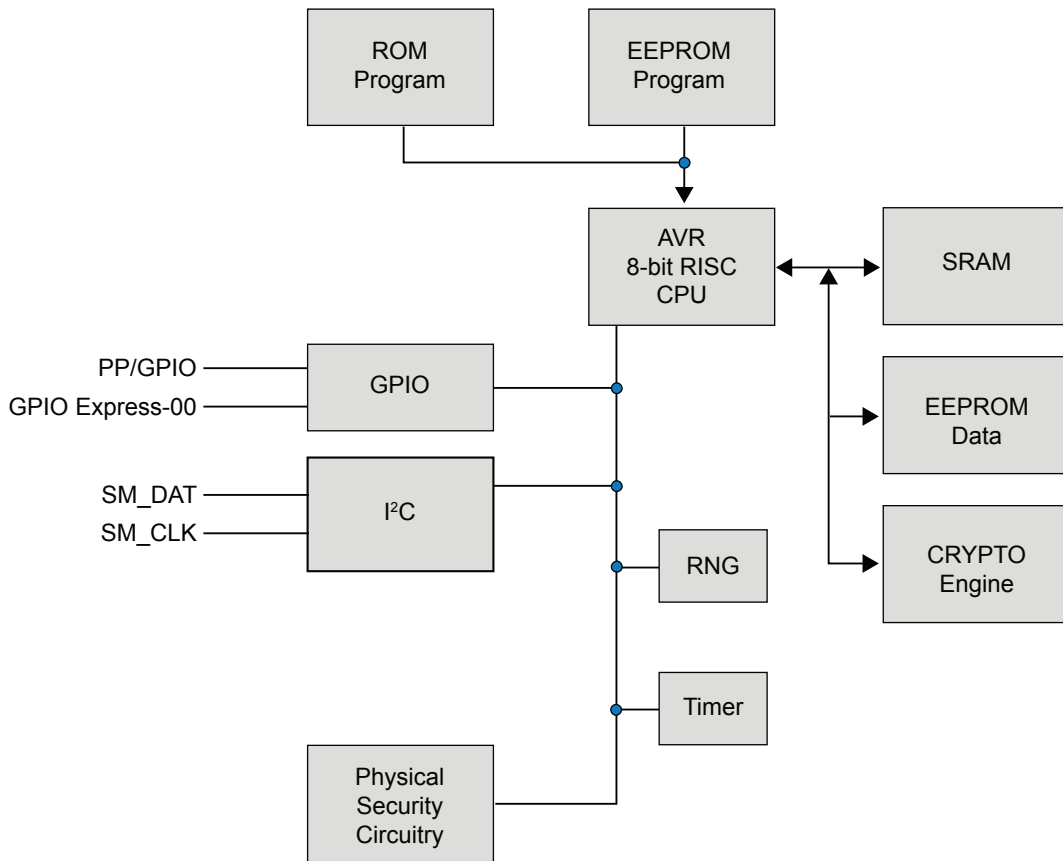 ROM
Program
EEPROM
Program
AVR
8-bit RISC
CPU
SRAM
PP/GPIO
GPIO Express-00
GPIO
EEPROM
Data
SM_DAT
SM_CLK
I²C
CRYPTO
Engine
RNG
Timer
Physical
Security
Circuitry